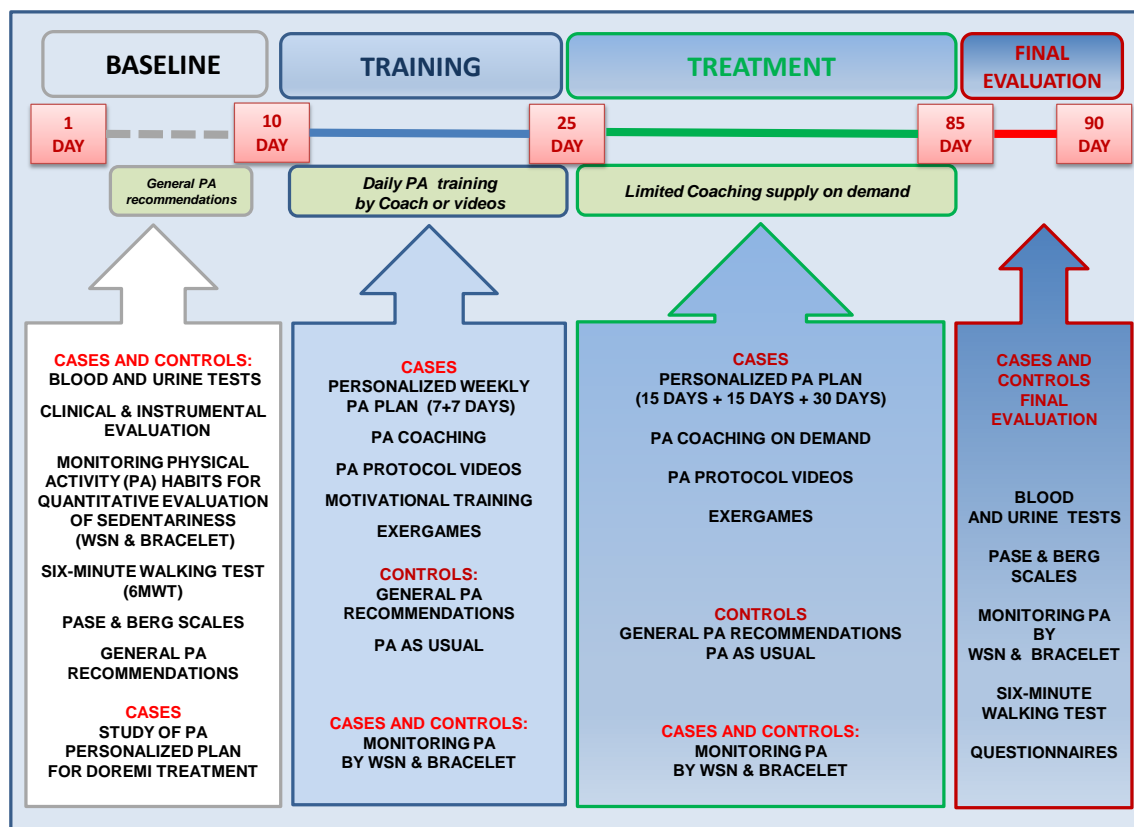 BASELINE
TRAINING
TREATMENT
FINAL
EVALUATION
1
DAY
10
DAY
25
DAY
85
DAY
90
DAY
General PA
recommendations
Daily PA training
by Coach or videos
Limited Coaching supply on demand
CASES AND CONTROLS:
BLOOD AND URINE TESTS
CLINICAL & INSTRUMENTAL
EVALUATION
MONITORING PHYSICAL
ACTIVITY (PA) HABITS FOR
QUANTITATIVE EVALUATION
OF SEDENTARINESS
(WSN & BRACELET)
SIX-MINUTE WALKING TEST
(6MWT)
PASE & BERG SCALES
GENERAL PA
RECOMMENDATIONS
CASES
STUDY OF PA
PERSONALIZED PLAN
FOR DOREMI TREATMENT
CASES
PERSONALIZED WEEKLY
PA PLAN (7+7 DAYS)
PA COACHING
PA PROTOCOL VIDEOS
MOTIVATIONAL TRAINING
EXERGAMES
CONTROLS:
GENERAL PA
RECOMMENDATIONS
PA AS USUAL
CASES AND CONTROLS:
MONITORING PA
BY WSN & BRACELET
CASES
PERSONALIZED PA PLAN
(15 DAYS + 15 DAYS + 30 DAYS)
PA COACHING ON DEMAND
PA PROTOCOL VIDEOS
EXERGAMES
CONTROLS
GENERAL PA RECOMMENDATIONS
PA AS USUAL
CASES AND CONTROLS:
MONITORING PA
BY WSN & BRACELET
CASES AND
CONTROLS
FINAL
EVALUATION
BLOOD
AND URINE TESTS
PASE & BERG
SCALES
MONITORING PA
BY
WSN & BRACELET
SIX-MINUTE
WALKING TEST
QUESTIONNAIRES